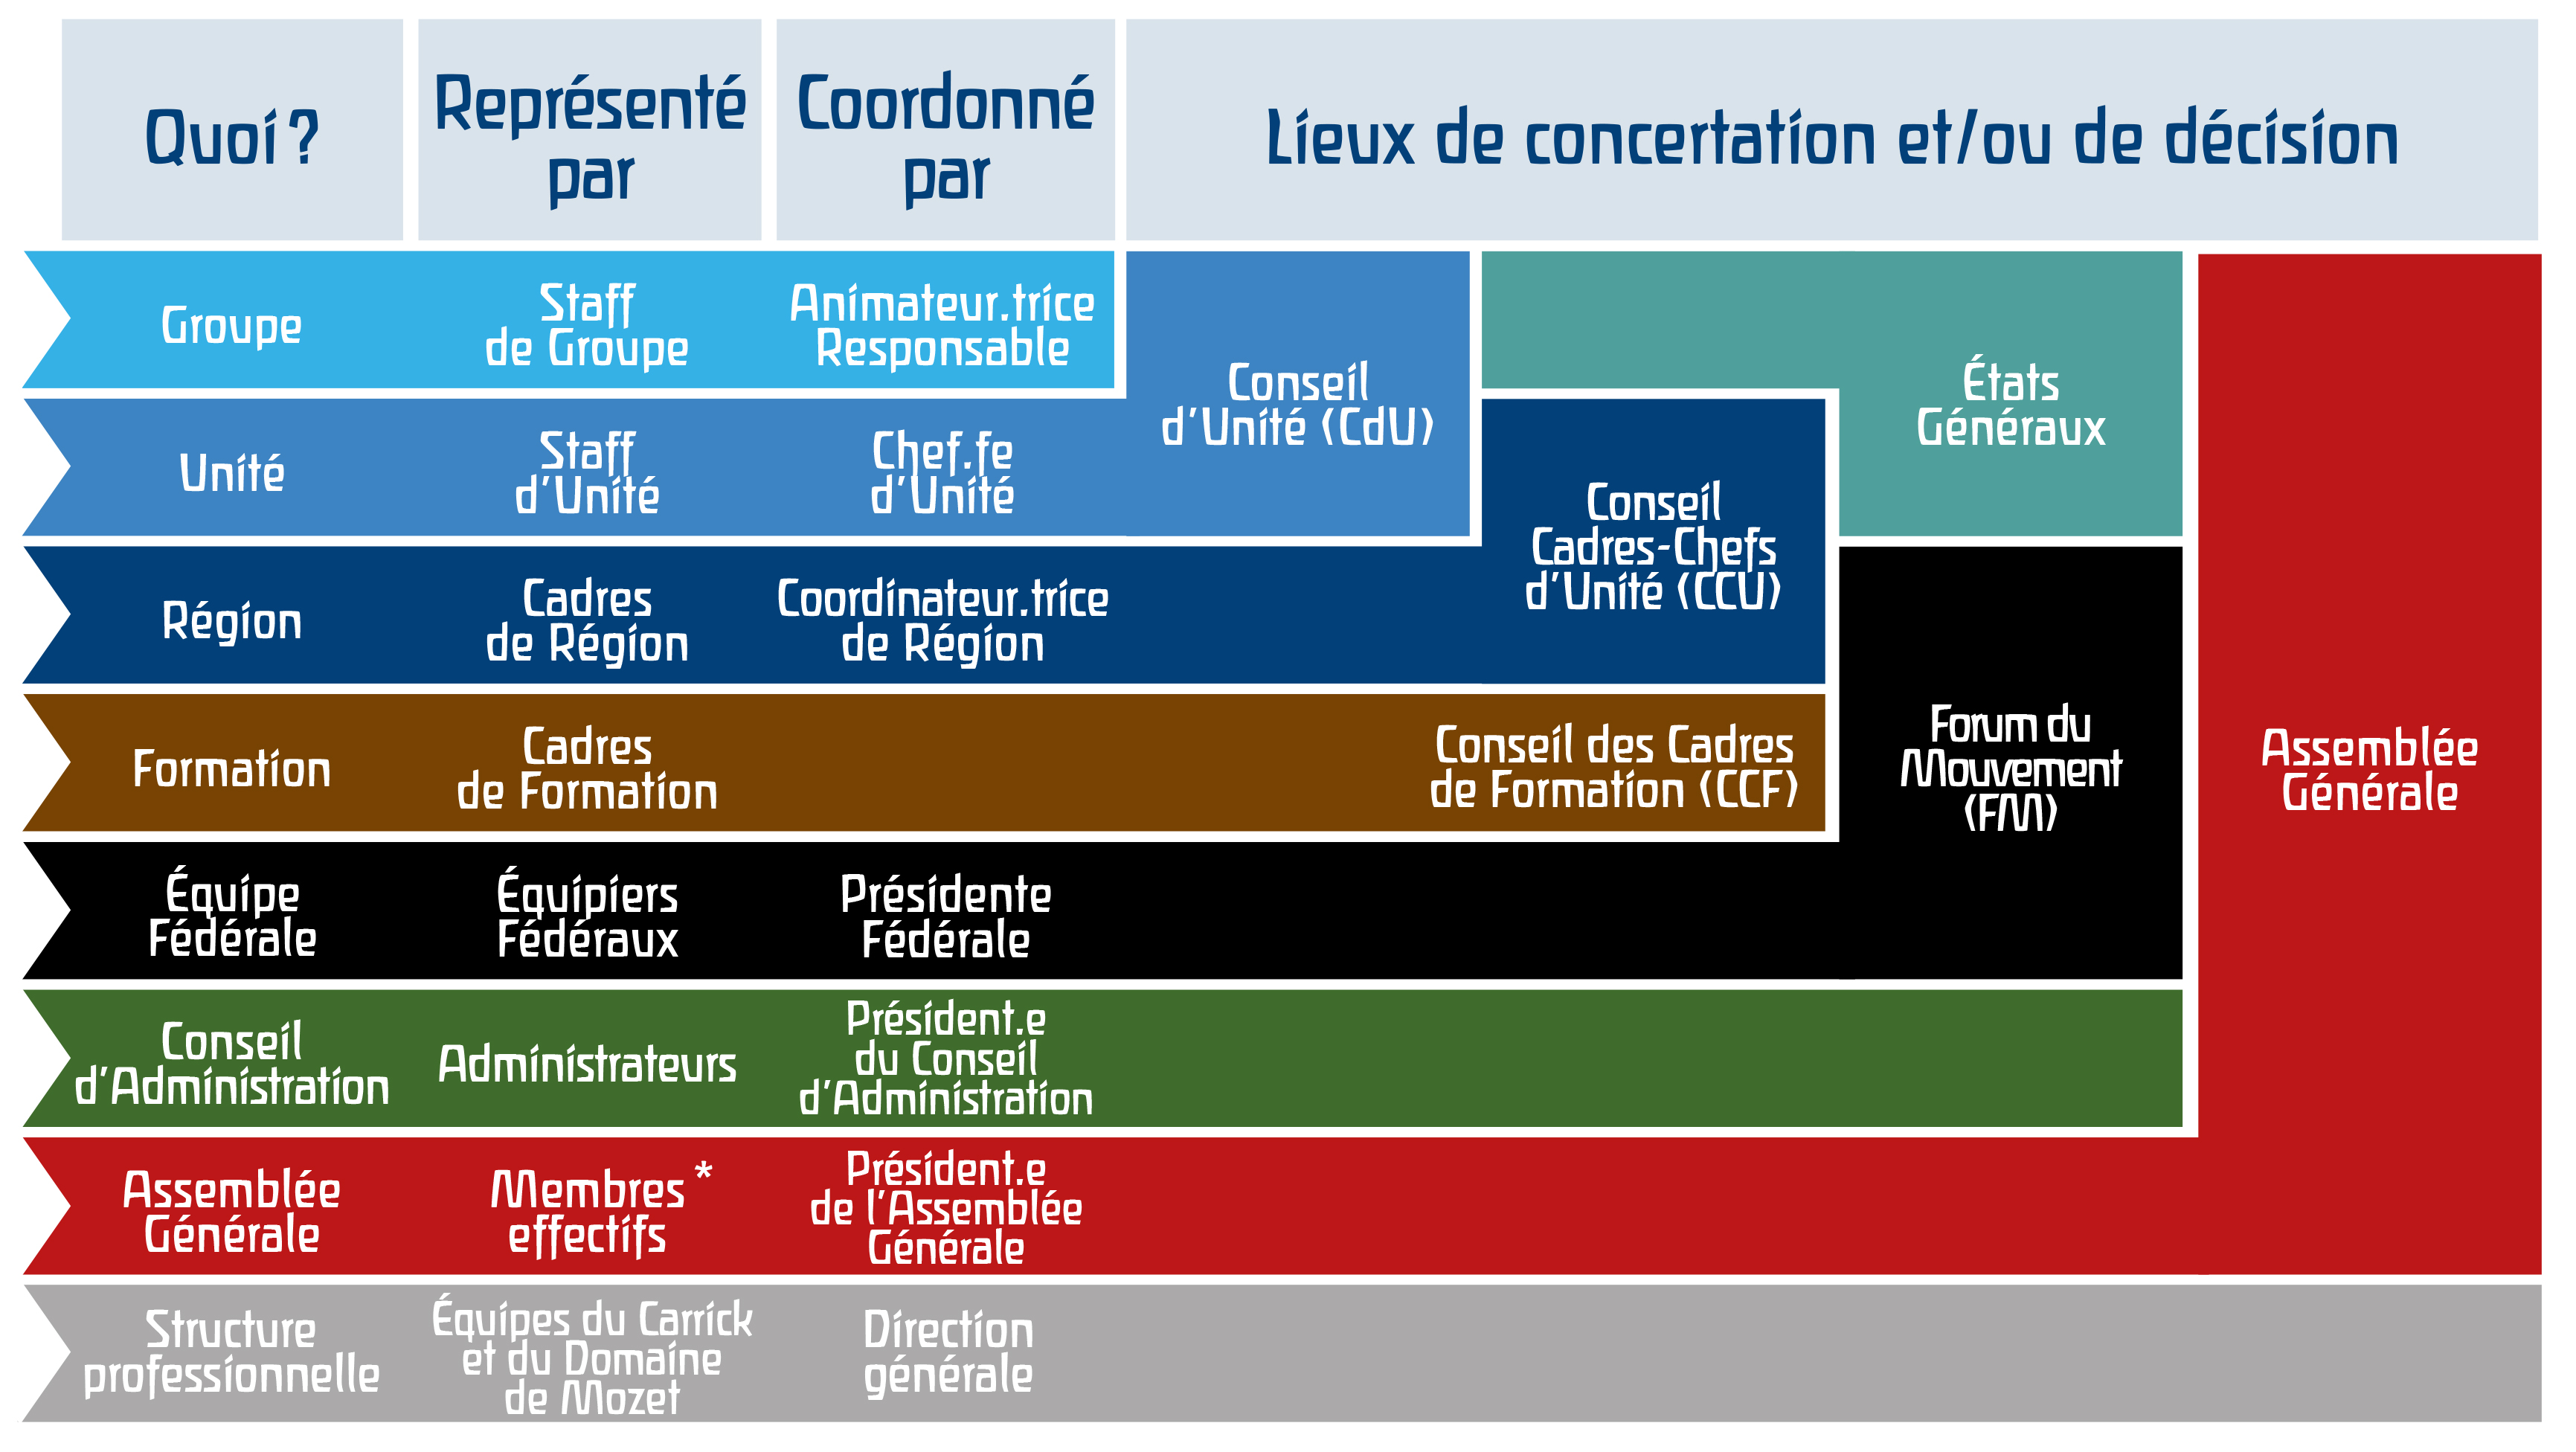 Quoi ?
Représenté
par
Coordonné
par
Lieux de concertation et/ou de décision
Groupe
Staff
de Groupe
Animateur.trice
Responsable
Conseil
d'Unité (CdU)
États
Généraux
Unité
Staff
d'Unité
Chef.fe
d'Unité
Conseil
Cadres-Chefs
d'Unité (CCU)
Région
Cadres
de Région
Coordinateur.trice
de Région
Formation
Cadres
de Formation
Conseil des Cadres
de Formation (CCF)
Forum du
Mouvement
(FM)
Assemblée
Générale
Équipe
Fédérale
Équipiers
Fédéraux
Présidente
Fédérale
Conseil
d'Administration
Administrateurs
Président.e
du Conseil
d'Administration
Assemblée
Générale
Membres *
effectifs
Président.e
de l'Assemblée
Générale
Structure
professionnelle
Équipes du Carrick
et du Domaine
de Mozet
Direction
générale